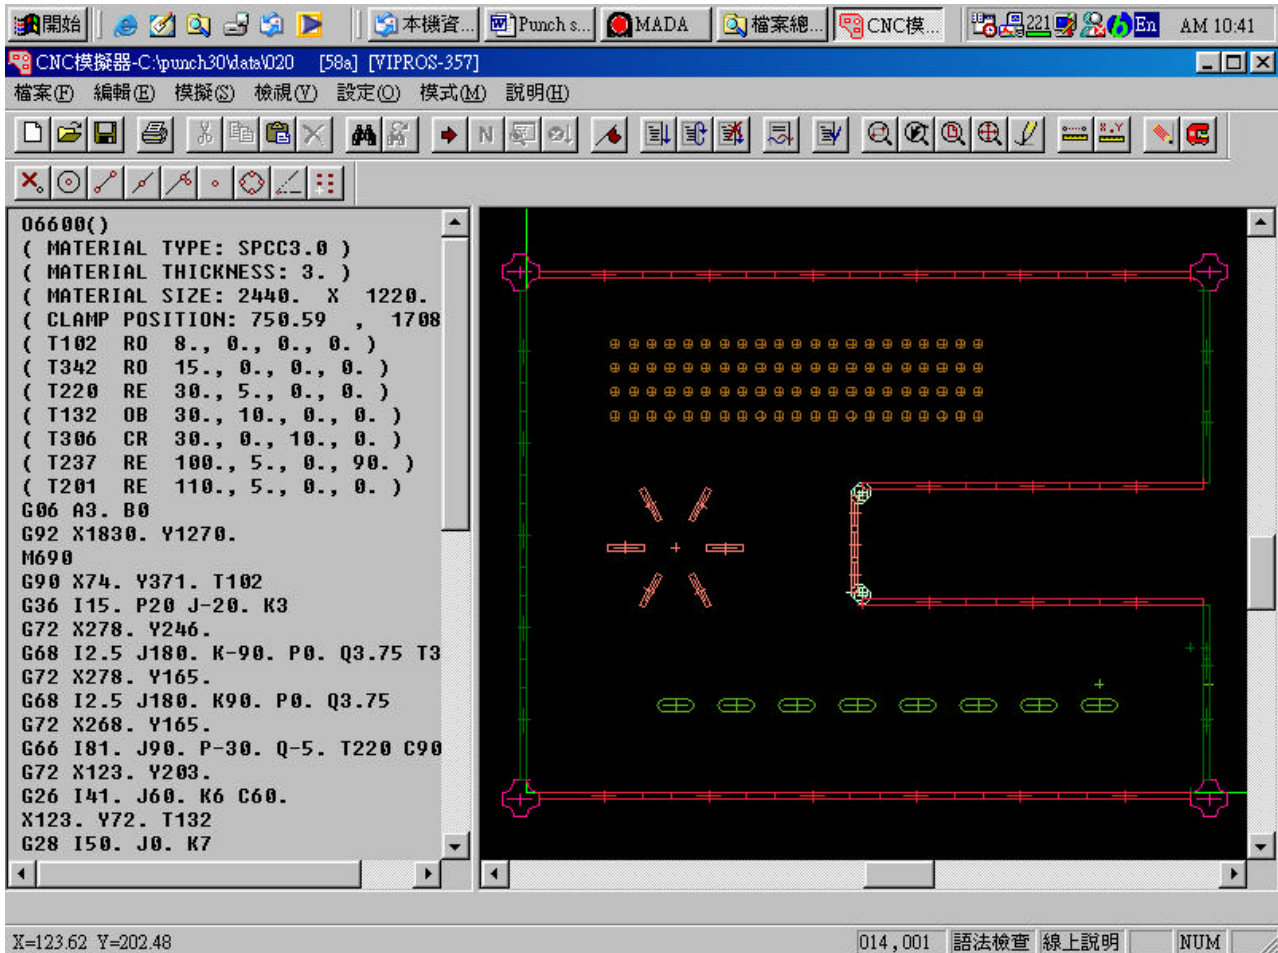 開始 本機資... Punch s... MADA 檔案總... CNC模... 221 En AM 10:41
CNC模擬器-C:\punch30\data\020 [58a] [VIPROS-357]
檔案(F) 編輯(E) 模擬(S) 檢視(V) 設定(O) 模式(M) 說明(H)
O6600()
( MATERIAL TYPE: SPCC3.0 )
( MATERIAL THICKNESS: 3. )
( MATERIAL SIZE: 2440. X 1220.
( CLAMP POSITION: 750.59 , 1708
( T102 RO 8., 0., 0., 0. )
( T342 RO 15., 0., 0., 0. )
( T220 RE 30., 5., 0., 0. )
( T132 OB 30., 10., 0., 0. )
( T306 CR 30., 0., 10., 0. )
( T237 RE 100., 5., 0., 90. )
( T201 RE 110., 5., 0., 0. )
G06 A3. B0
G92 X1830. Y1270.
M690
G90 X74. Y371. T102
G36 I15. P20 J-20. K3
G72 X278. Y246.
G68 I2.5 J180. K-90. P0. Q3.75 T3
G72 X278. Y165.
G68 I2.5 J180. K90. P0. Q3.75
G72 X268. Y165.
G66 I81. J90. P-30. Q-5. T220 C90
G72 X123. Y203.
G26 I41. J60. K6 C60.
X123. Y72. T132
G28 I50. J0. K7
X=123.62 Y=202.48 014,001 語法檢查 線上說明 NUM